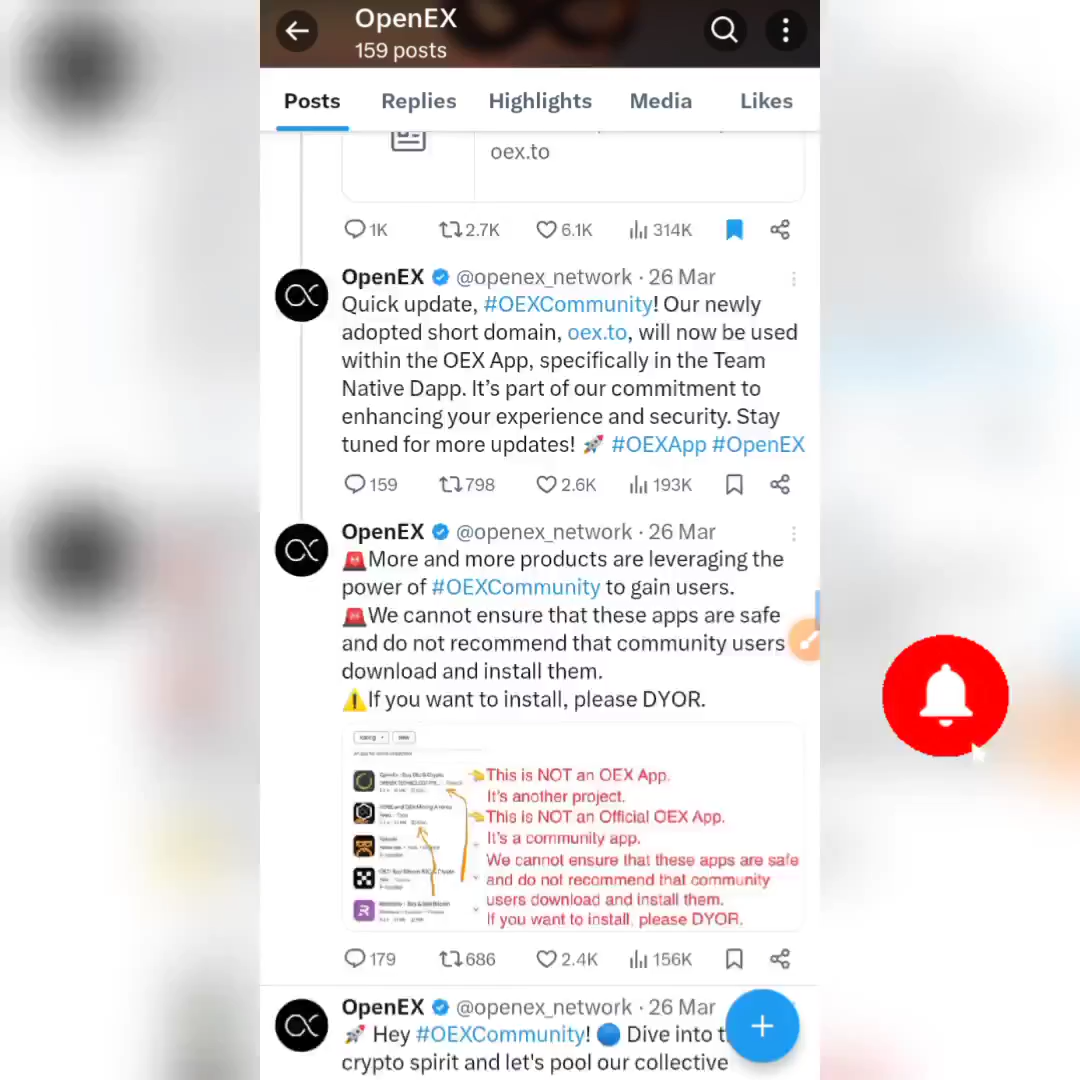 OpenEX
159 posts
Posts Replies Highlights Media Likes
oex.to
1K 2.7K 6.1K 314K
OpenEX @openex_network · 26 Mar
Quick update, #OEXCommunity! Our newly
adopted short domain, oex.to, will now be used
within the OEX App, specifically in the Team
Native Dapp. It's part of our commitment to
enhancing your experience and security. Stay
tuned for more updates! 🚀 #OEXApp #OpenEX
159 798 2.6K 193K
OpenEX @openex_network · 26 Mar
🚨More and more products are leveraging the
power of #OEXCommunity to gain users.
🚨We cannot ensure that these apps are safe
and do not recommend that community users
download and install them.
⚠️If you want to install, please DYOR.
This is NOT an OEX App.
It's another project.
This is NOT an Official OEX App.
It's a community app.
We cannot ensure that these apps are safe
and do not recommend that community
users download and install them.
If you want to install, please DYOR.
179 686 2.4K 156K
OpenEX @openex_network · 26 Mar
🚀 Hey #OEXCommunity! 🔵 Dive into
crypto spirit and let's pool our collective